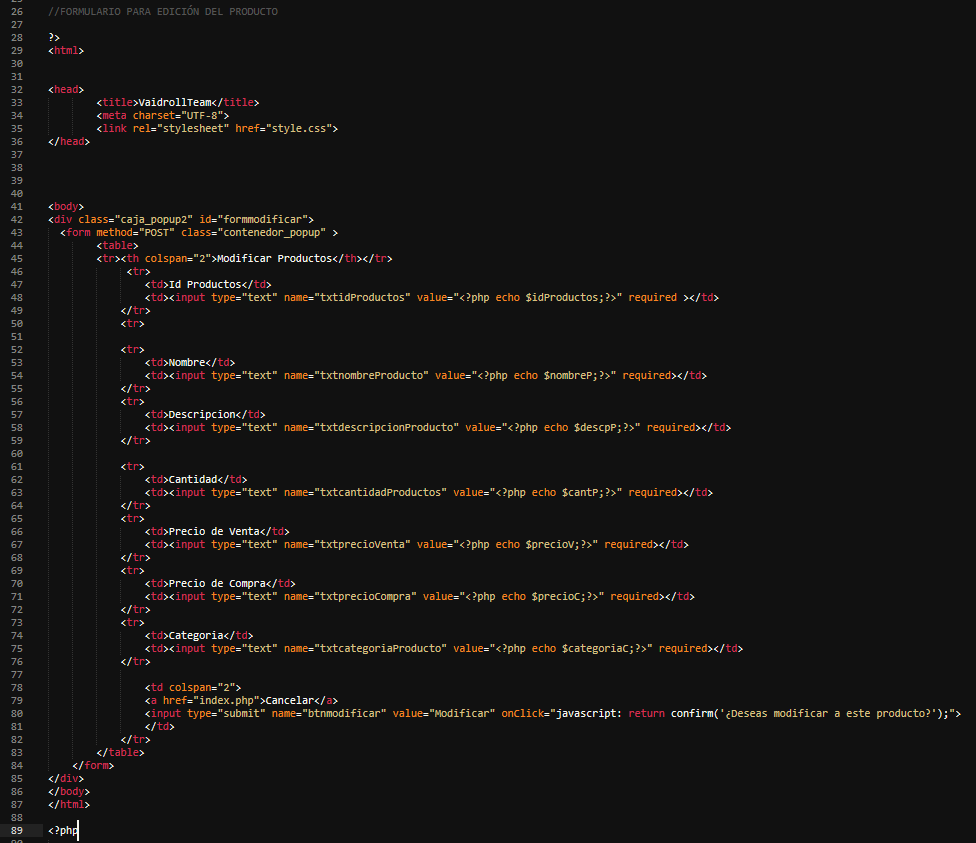 26 //FORMULARIO PARA EDICIÓN DEL PRODUCTO
27
28 ?>
29 <html>
30
31
32 <head>
33 <title>VaidrollTeam</title>
34 <meta charset="UTF-8">
35 <link rel="stylesheet" href="style.css">
36 </head>
37
38
39
40
41 <body>
42 <div class="caja_popup2" id="formmodificar">
43 <form method="POST" class="contenedor_popup" >
44 <table>
45 <tr><th colspan="2">Modificar Productos</th></tr>
46 <tr>
47 <td>Id Productos</td>
48 <td><input type="text" name="txtidProductos" value="<?php echo $idProductos;?>" required ></td>
49 </tr>
50 <tr>
51
52 <tr>
53 <td>Nombre</td>
54 <td><input type="text" name="txtnombreProducto" value="<?php echo $nombreP;?>" required></td>
55 </tr>
56 <tr>
57 <td>Descripcion</td>
58 <td><input type="text" name="txtdescripcionProducto" value="<?php echo $descpP;?>" required></td>
59 </tr>
60
61 <tr>
62 <td>Cantidad</td>
63 <td><input type="text" name="txtcantidadProductos" value="<?php echo $cantP;?>" required></td>
64 </tr>
65 <tr>
66 <td>Precio de Venta</td>
67 <td><input type="text" name="txtprecioVenta" value="<?php echo $precioV;?>" required></td>
68 </tr>
69 <tr>
70 <td>Precio de Compra</td>
71 <td><input type="text" name="txtprecioCompra" value="<?php echo $precioC;?>" required></td>
72 </tr>
73 <tr>
74 <td>Categoria</td>
75 <td><input type="text" name="txtcategoriaProducto" value="<?php echo $categoriaC;?>" required></td>
76 </tr>
77
78 <td colspan="2">
79 <a href="index.php">Cancelar</a>
80 <input type="submit" name="btnmodificar" value="Modificar" onClick="javascript: return confirm('¿Deseas modificar a este producto?');">
81 </td>
82 </tr>
83 </table>
84 </form>
85 </div>
86 </body>
87 </html>
88
89 <?php